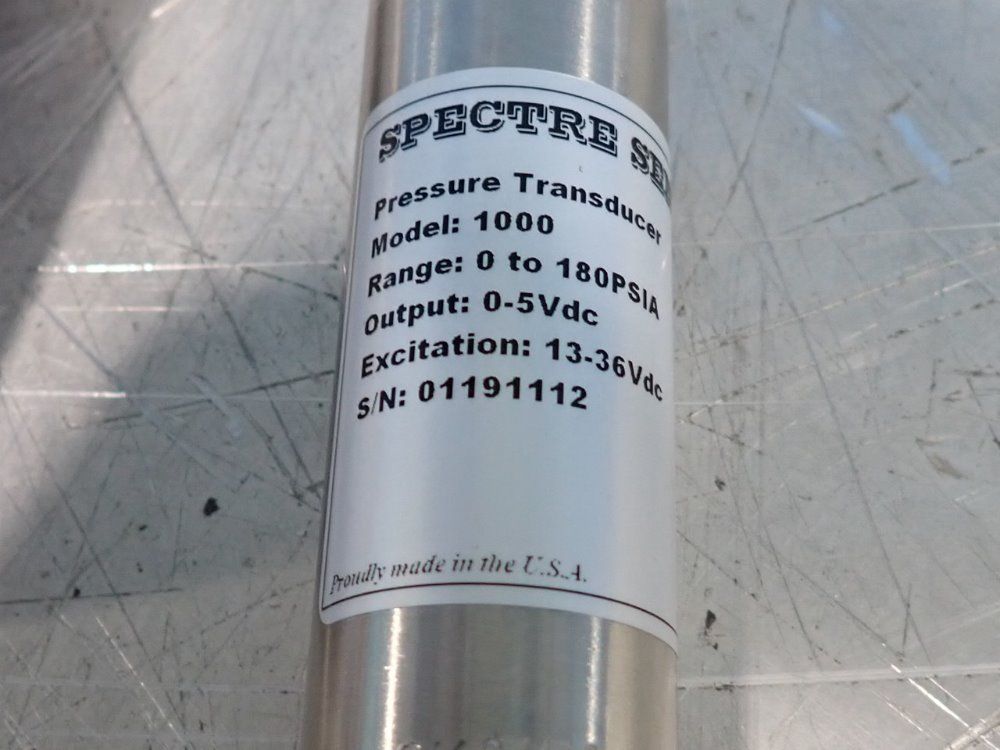 SPECTRE SE
Pressure Transducer
Model: 1000
Range: 0 to 180PSIA
Output: 0-5Vdc
Excitation: 13-36Vdc
S/N: 01191112
Proudly made in the U.S.A.